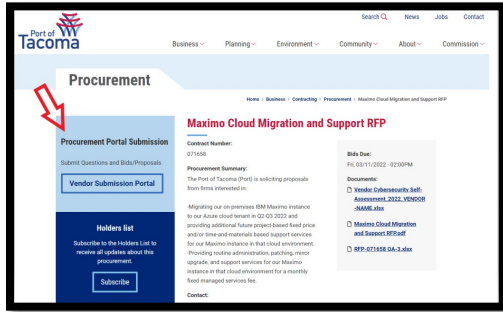 Search News Jobs Contact
Port of
Tacoma
Business Planning Environment Community About Commission
Procurement
Home > Business > Contracting > Procurement > Maximo Cloud Migration and Support RFP
Procurement Portal Submission
Submit Questions and Bids/Proposals
Vendor Submission Portal
Holders list
Subscribe to the Holders List to
receive all updates about this
procurement.
Subscribe
Maximo Cloud Migration and Support RFP
Contract Number:
071658
Procurement Summary:
The Port of Tacoma (Port) is soliciting proposals
from firms interested in:
·Migrating our on-premises IBM Maximo instance
to our Azure cloud tenant in Q2-Q3 2022 and
providing additional future project-based fixed price
and/or time-and-materials based support services
for our Maximo instance in that cloud environment.
·Providing routine administration, patching, minor
upgrade, and support services for our Maximo
instance in that cloud environment for a monthly
fixed managed services fee.
Contact:
Bids Due:
Fri, 03/11/2022 - 02:00PM
Documents:
Vendor Cybersecurity Self-
Assessment_2022_VENDOR
-NAME.xlsx
Maximo Cloud Migration
and Support RFP.pdf
RFP-071658 QA-3.xlsx